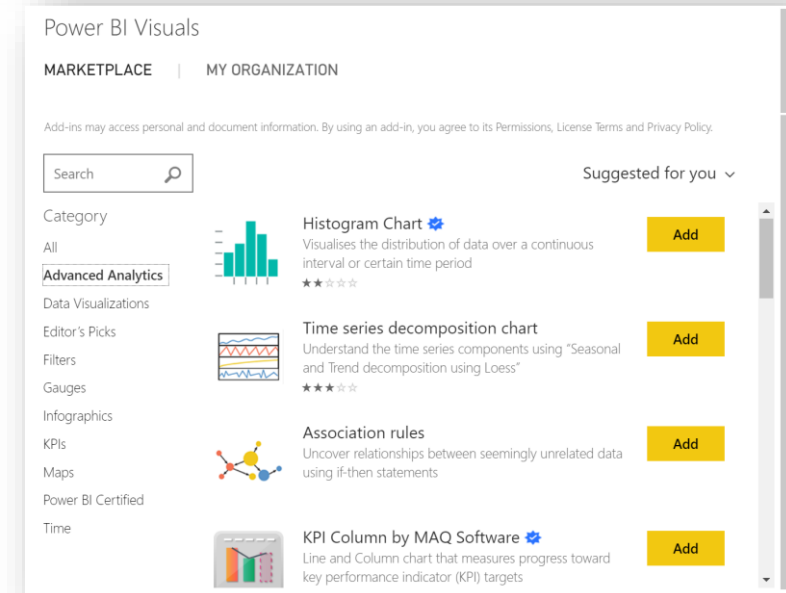 Power BI Visuals
MARKETPLACE | MY ORGANIZATION
Add-ins may access personal and document information. By using an add-in, you agree to its Permissions, License Terms and Privacy Policy.
Search
Suggested for you
Category
All
Advanced Analytics
Data Visualizations
Editor's Picks
Filters
Gauges
Infographics
KPIs
Maps
Power BI Certified
Time
Histogram Chart
Visualises the distribution of data over a continuous
interval or certain time period
Add
Time series decomposition chart
Understand the time series components using "Seasonal
and Trend decomposition using Loess"
Add
Association rules
Uncover relationships between seemingly unrelated data
using if-then statements
Add
KPI Column by MAQ Software
Line and Column chart that measures progress toward
key performance indicator (KPI) targets
Add